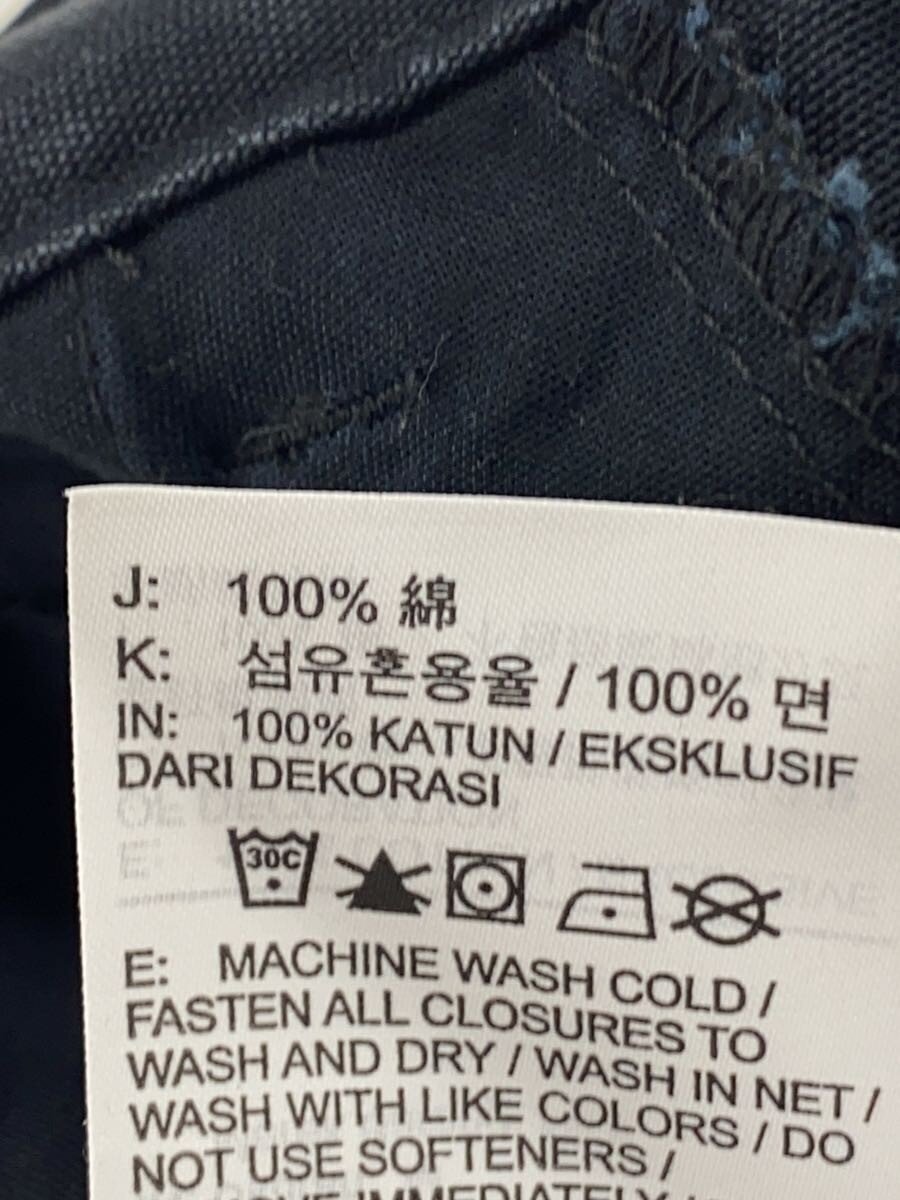 J: 100% 綿
K: 섬유혼용율 / 100% 면
IN: 100% KATUN / EKSKLUSIF
DARI DEKORASI
30C
E: MACHINE WASH COLD /
FASTEN ALL CLOSURES TO
WASH AND DRY / WASH IN NET /
WASH WITH LIKE COLORS / DO
NOT USE SOFTENERS /
IMMEDIATELY